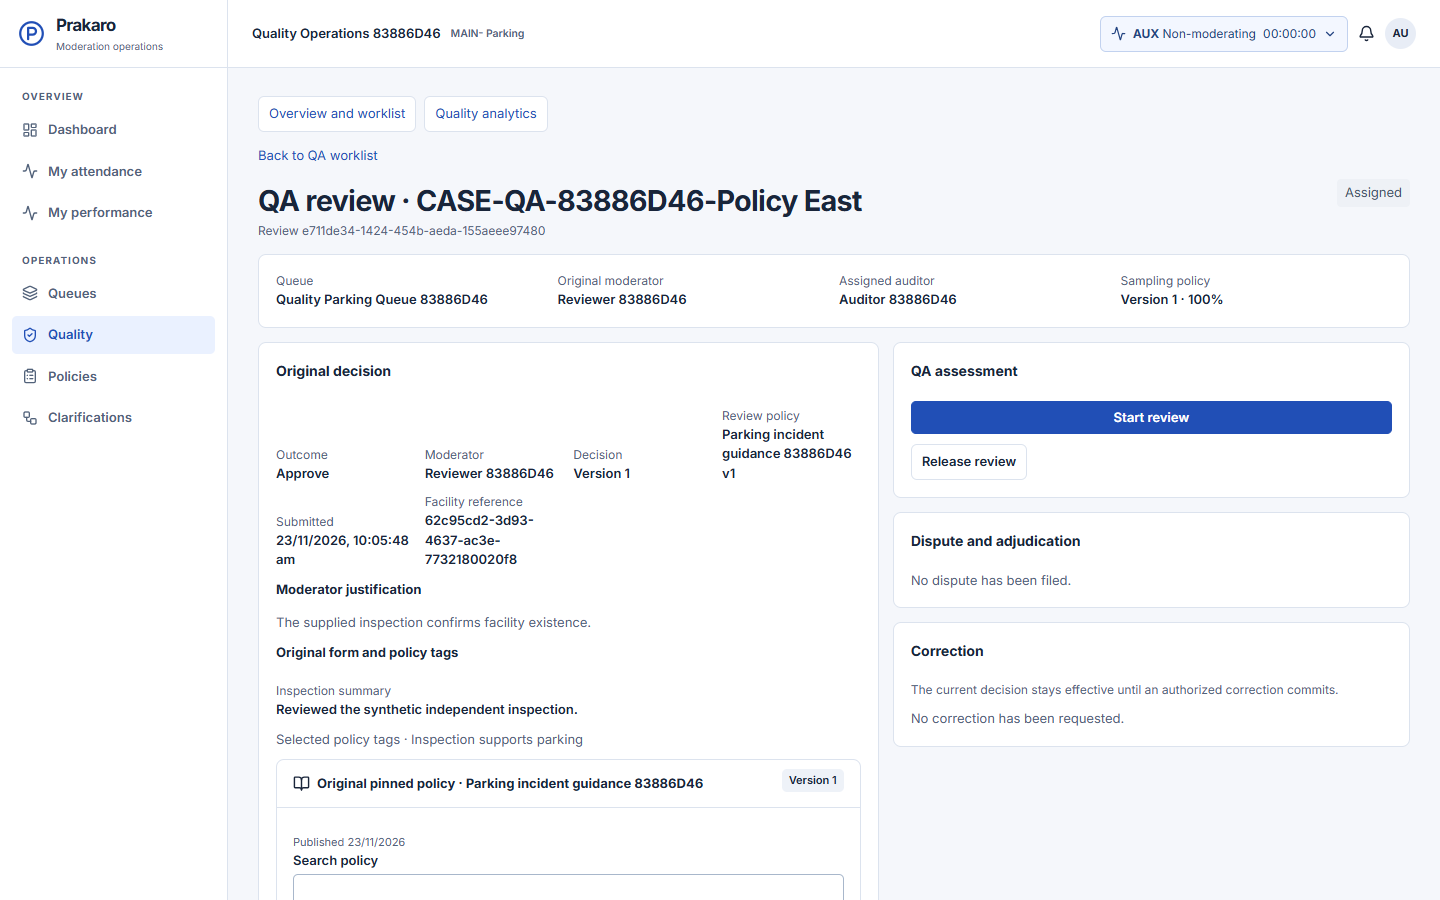 Prakaro
Moderation operations
OVERVIEW
Dashboard
My attendance
My performance
OPERATIONS
Queues
Quality
Policies
Clarifications
Quality Operations 83886D46 MAIN- Parking
AUX Non-moderating 00:00:00
AU
Overview and worklist
Quality analytics
Back to QA worklist
QA review · CASE-QA-83886D46-Policy East
Assigned
Review e711de34-1424-454b-aeda-155aeee97480
Queue
Quality Parking Queue 83886D46
Original moderator
Reviewer 83886D46
Assigned auditor
Auditor 83886D46
Sampling policy
Version 1 · 100%
Original decision
Outcome
Approve
Moderator
Reviewer 83886D46
Decision
Version 1
Review policy
Parking incident
guidance 83886D46
v1
Submitted
23/11/2026, 10:05:48
am
Facility reference
62c95cd2-3d93-
4637-ac3e-
7732180020f8
Moderator justification
The supplied inspection confirms facility existence.
Original form and policy tags
Inspection summary
Reviewed the synthetic independent inspection.
Selected policy tags · Inspection supports parking
Original pinned policy · Parking incident guidance 83886D46
Version 1
Published 23/11/2026
Search policy
QA assessment
Start review
Release review
Dispute and adjudication
No dispute has been filed.
Correction
The current decision stays effective until an authorized correction commits.
No correction has been requested.